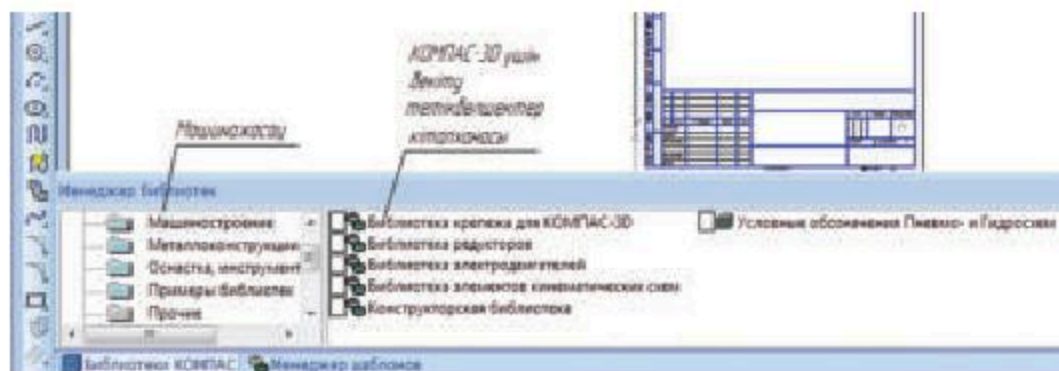 КОМПАС-3D үшін
Бекіту
тетікбөлшектер
кітапханасы
Машинажасау
Менеджер библиотек
Машиностроение
Металлоконструкции
Оснастка, инструмент
Примеры библиотек
Прочие
Библиотека крепежа для КОМПАС-3D
Библиотека редукторов
Библиотека электродвигателей
Библиотека элементов кинематических схем
Конструкторская библиотека
Условные обозначения Пневмо- и Гидросхем
Библиотеки КОМПАС
Менеджер шаблонов